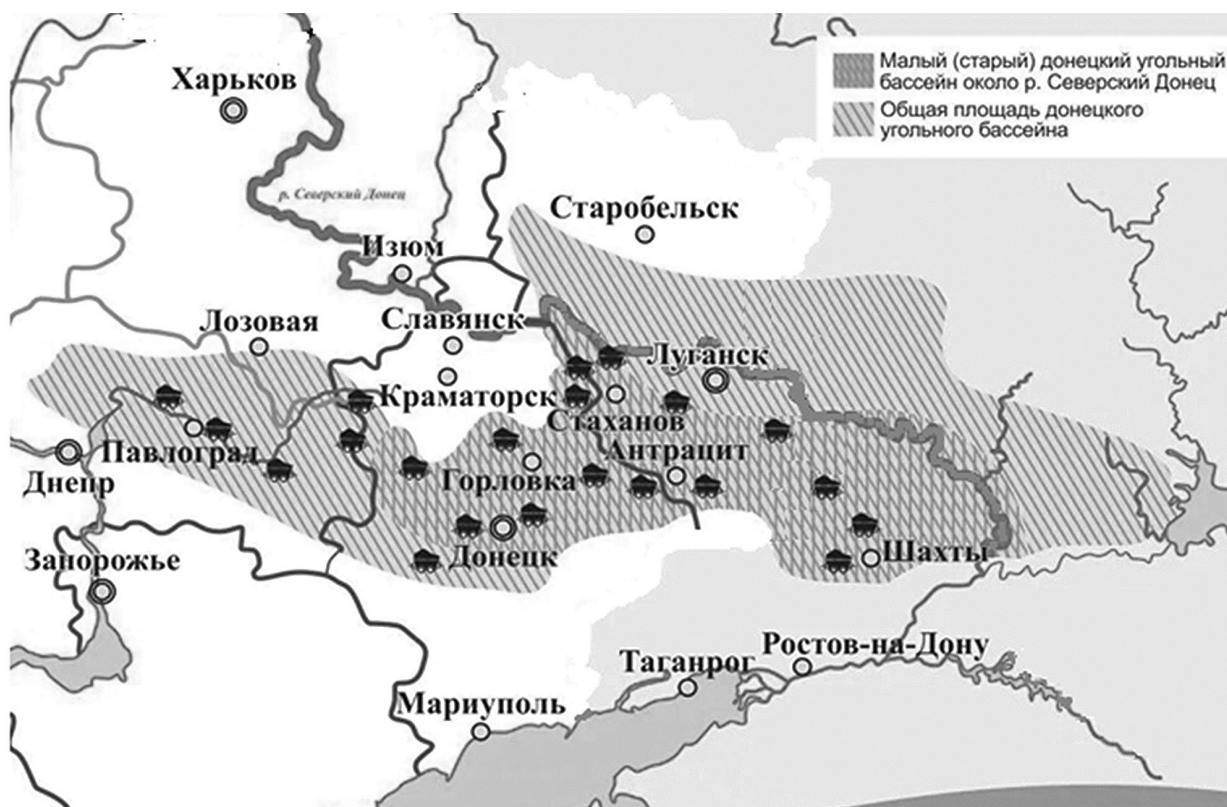 Малый (старый) донецкий угольный
бассейн около р. Северский Донец
Общая площадь донецкого
угольного бассейна
Харьков
р. Северский Донец
Старобельск
Изюм
Лозовая
Славянск
Луганск
Краматорск
Стаханов
Павлоград
Антрацит
Днепр
Горловка
Донецк
Запорожье
Шахты
Ростов-на-Дону
Таганрог
Мариуполь